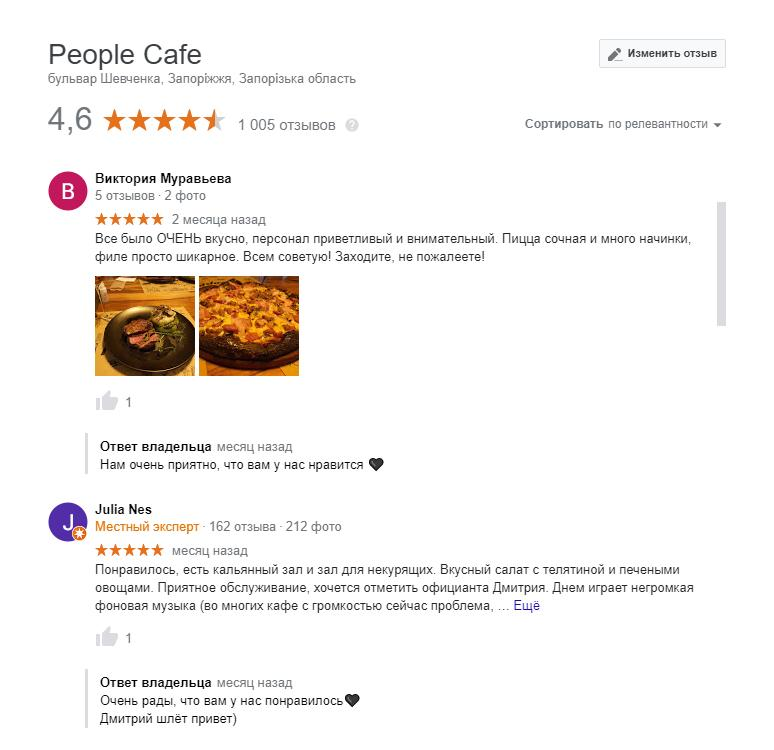 People Cafe
Изменить отзыв
бульвар Шевченка, Запоріжжя, Запорізька область
4,6 1 005 отзывов ?
Сортировать по релевантности
В
Виктория Муравьева
5 отзывов · 2 фото
2 месяца назад
Все было ОЧЕНЬ вкусно, персонал приветливый и внимательный. Пицца сочная и много начинки,
филе просто шикарное. Всем советую! Заходите, не пожалеете!
1
Ответ владельца месяц назад
Нам очень приятно, что вам у нас нравится 🖤
J
Julia Nes
Местный эксперт · 162 отзыва · 212 фото
месяц назад
Понравилось, есть кальянный зал и зал для некурящих. Вкусный салат с телятиной и печеными
овощами. Приятное обслуживание, хочется отметить официанта Дмитрия. Днем играет негромкая
фоновая музыка (во многих кафе с громкостью сейчас проблема, ... Ещё
1
Ответ владельца месяц назад
Очень рады, что вам у нас понравилось🖤
Дмитрий шлёт привет)